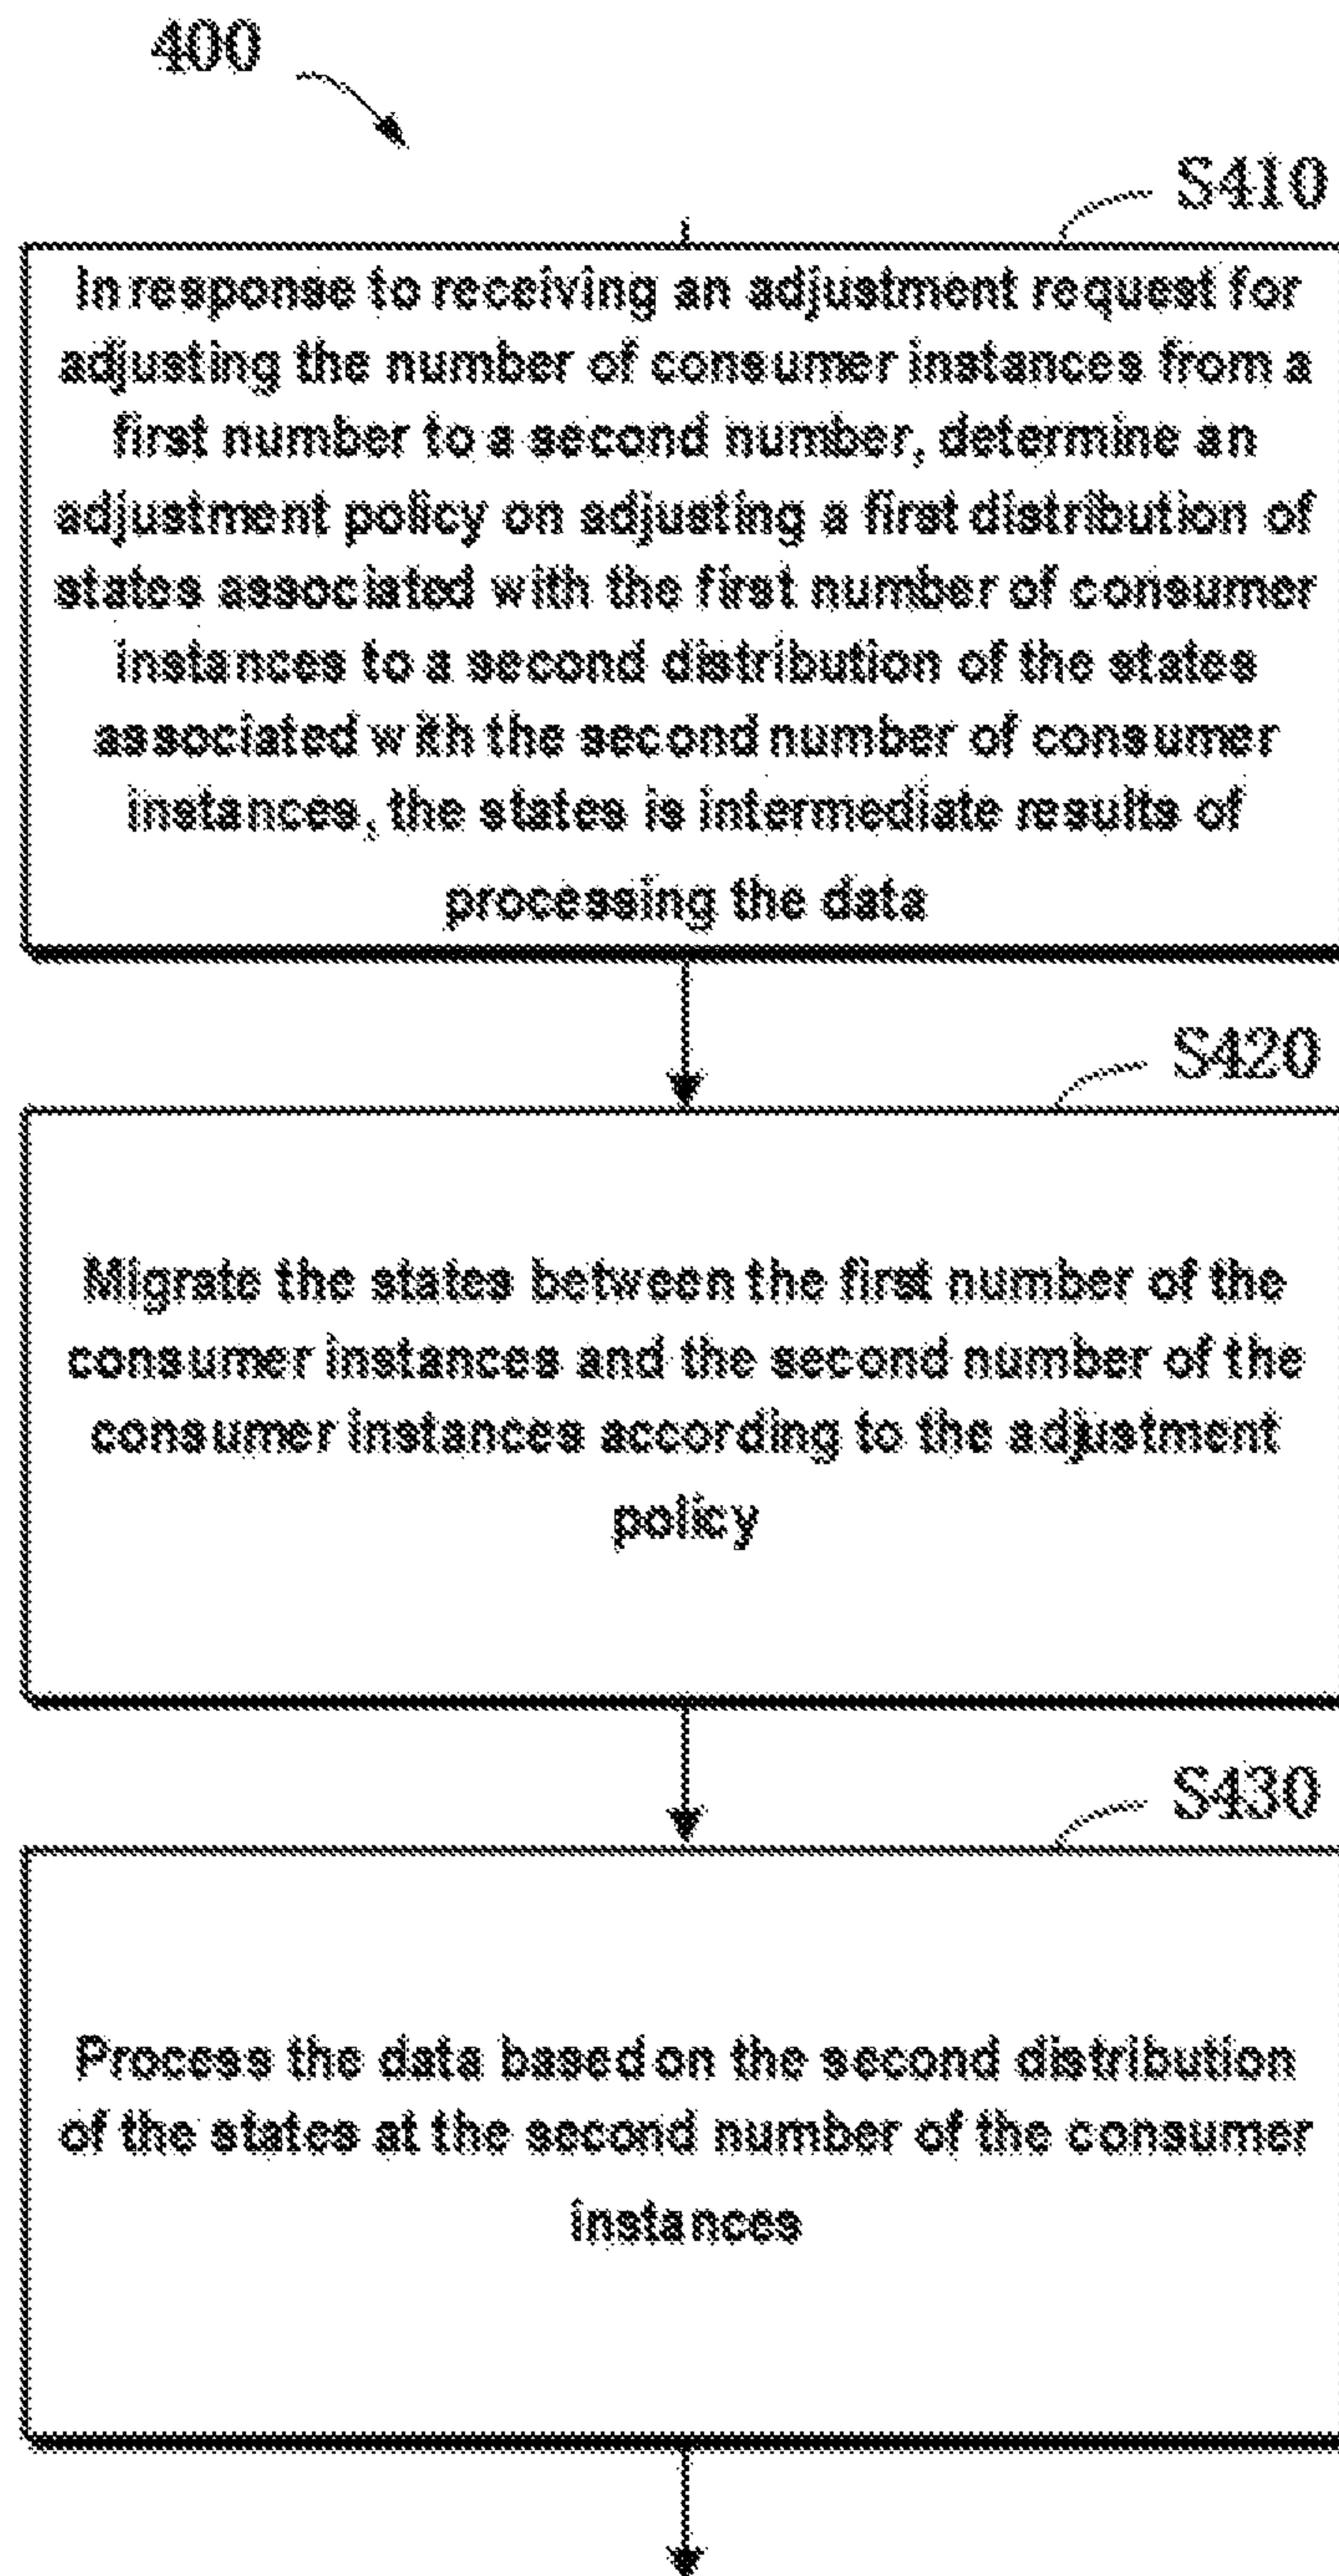 400
S410
In response to receiving an adjustment request for
adjusting the number of consumer instances from a
first number to a second number, determine an
adjustment policy on adjusting a first distribution of
states associated with the first number of consumer
instances to a second distribution of the states
associated with the second number of consumer
instances, the states is intermediate results of
processing the data
S420
Migrate the states between the first number of the
consumer instances and the second number of the
consumer instances according to the adjustment
policy
S430
Process the data based on the second distribution
of the states at the second number of the consumer
instances